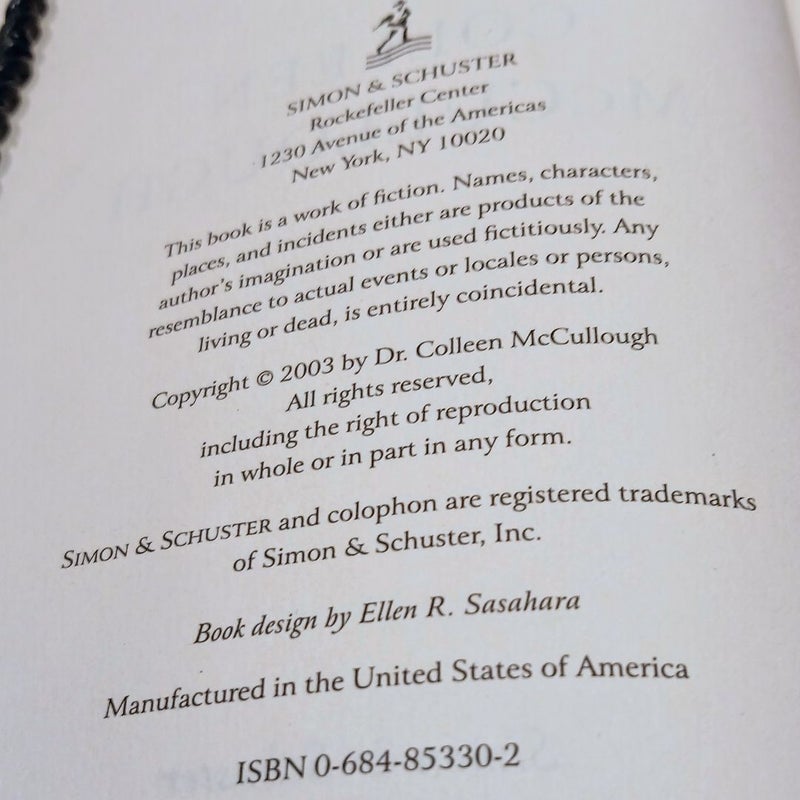 SIMON & SCHUSTER
Rockefeller Center
1230 Avenue of the Americas
New York, NY 10020
This book is a work of fiction. Names, characters,
places, and incidents either are products of the
author's imagination or are used fictitiously. Any
resemblance to actual events or locales or persons,
living or dead, is entirely coincidental.
Copyright © 2003 by Dr. Colleen McCullough
All rights reserved,
including the right of reproduction
in whole or in part in any form.
SIMON & SCHUSTER and colophon are registered trademarks
of Simon & Schuster, Inc.
Book design by Ellen R. Sasahara
Manufactured in the United States of America
ISBN 0-684-85330-2